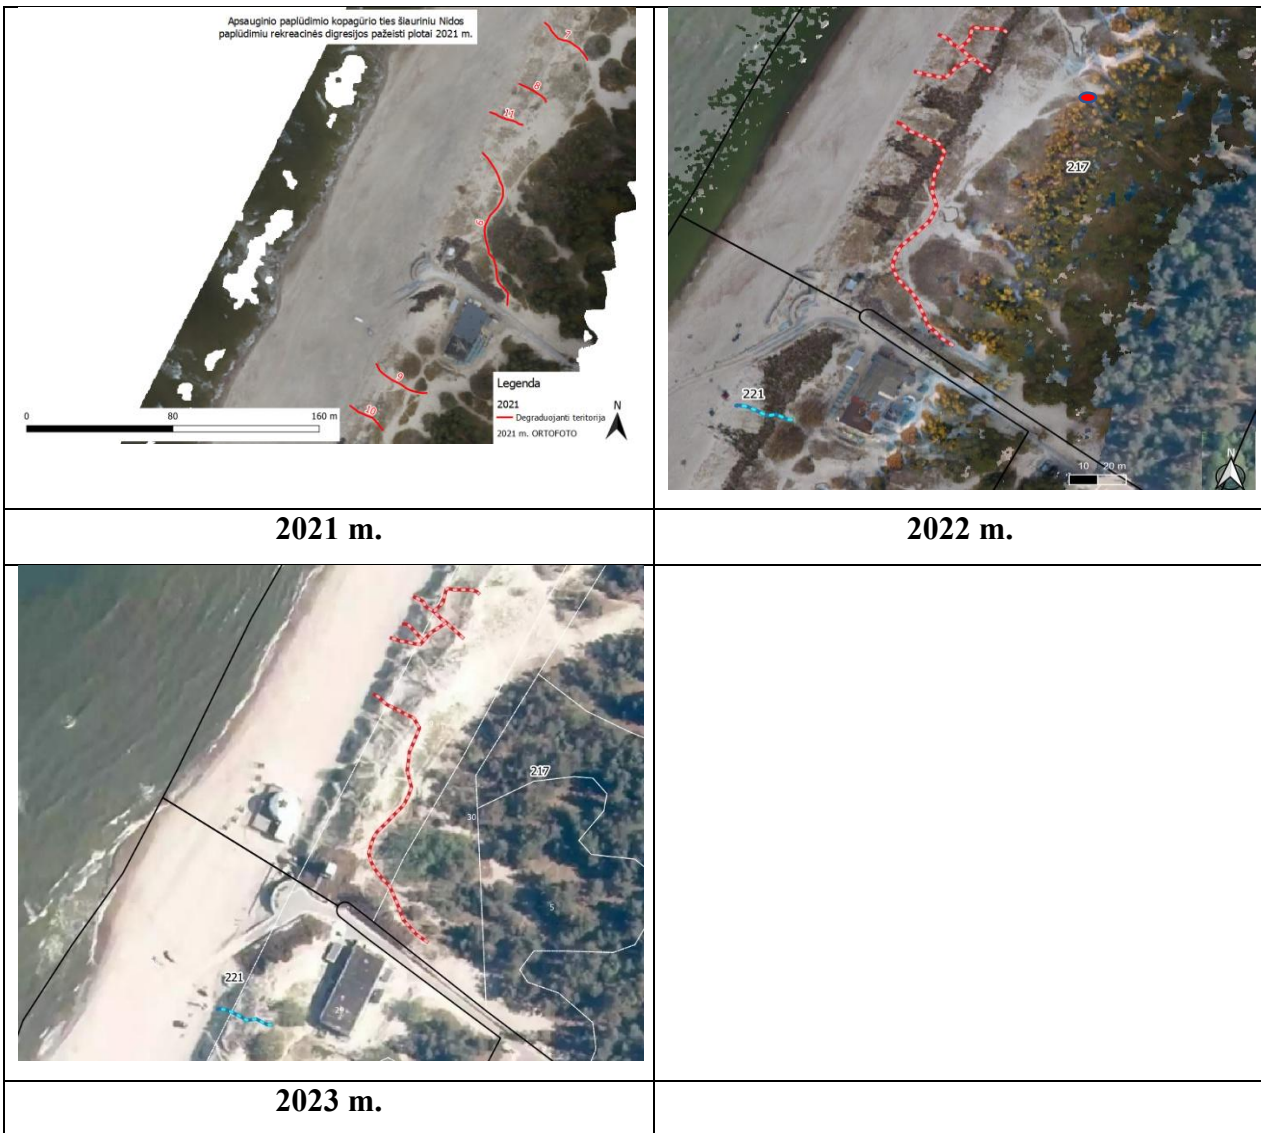 Apsauginio paplūdimio kopagūrio ties šiauriniu Nidos
paplūdimiu rekreacinės digresijos pažeisti plotai 2021 m.
7
8
11
6
9
10
Legenda
2021
Degraduojanti teritorija
2021 m. ORTOFOTO
N
0 80 160 m
217
221
10 20 m
N
2021 m. 2022 m.
217
30
5
221
2023 m.